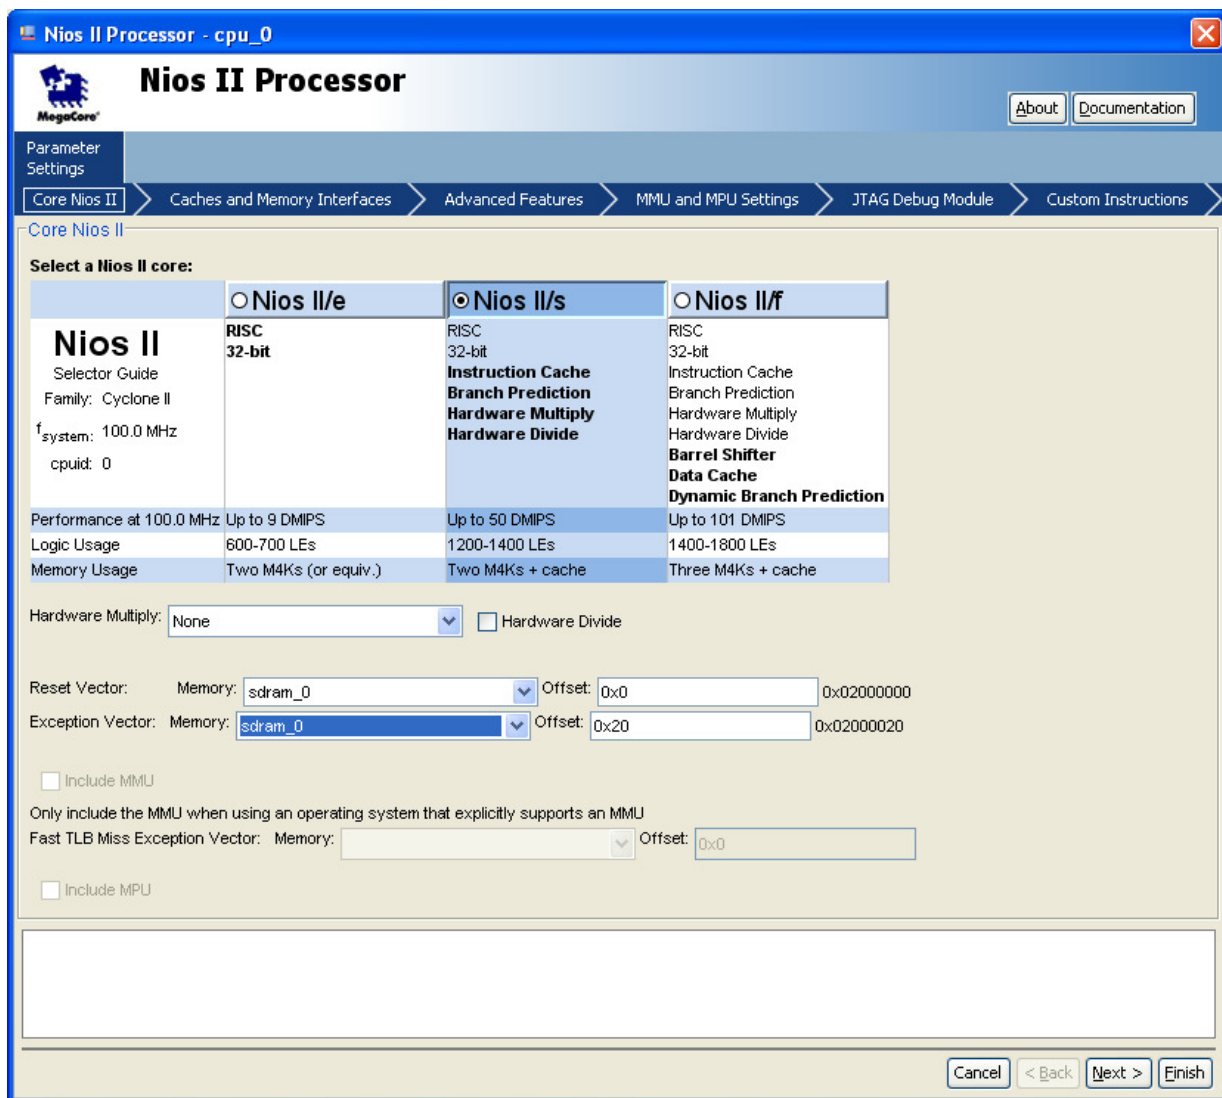 Nios II Processor - cpu_0
MegaCore®
Nios II Processor
About Documentation
Parameter
Settings
Core Nios II Caches and Memory Interfaces Advanced Features MMU and MPU Settings JTAG Debug Module Custom Instructions
Core Nios II
Select a Nios II core:
Nios II/e Nios II/s Nios II/f
Nios II
Selector Guide
Family: Cyclone II
fsystem: 100.0 MHz
cpuid: 0
RISC
32-bit
RISC
32-bit
Instruction Cache
Branch Prediction
Hardware Multiply
Hardware Divide
RISC
32-bit
Instruction Cache
Branch Prediction
Hardware Multiply
Hardware Divide
Barrel Shifter
Data Cache
Dynamic Branch Prediction
Performance at 100.0 MHz Up to 9 DMIPS Up to 50 DMIPS Up to 101 DMIPS
Logic Usage 600-700 LEs 1200-1400 LEs 1400-1800 LEs
Memory Usage Two M4Ks (or equiv.) Two M4Ks + cache Three M4Ks + cache
Hardware Multiply: None Hardware Divide
Reset Vector: Memory: sdram_0 Offset: 0x0 0x02000000
Exception Vector: Memory: sdram_0 Offset: 0x20 0x02000020
Include MMU
Only include the MMU when using an operating system that explicitly supports an MMU
Fast TLB Miss Exception Vector: Memory: Offset: 0x0
Include MPU
Cancel < Back Next > Finish